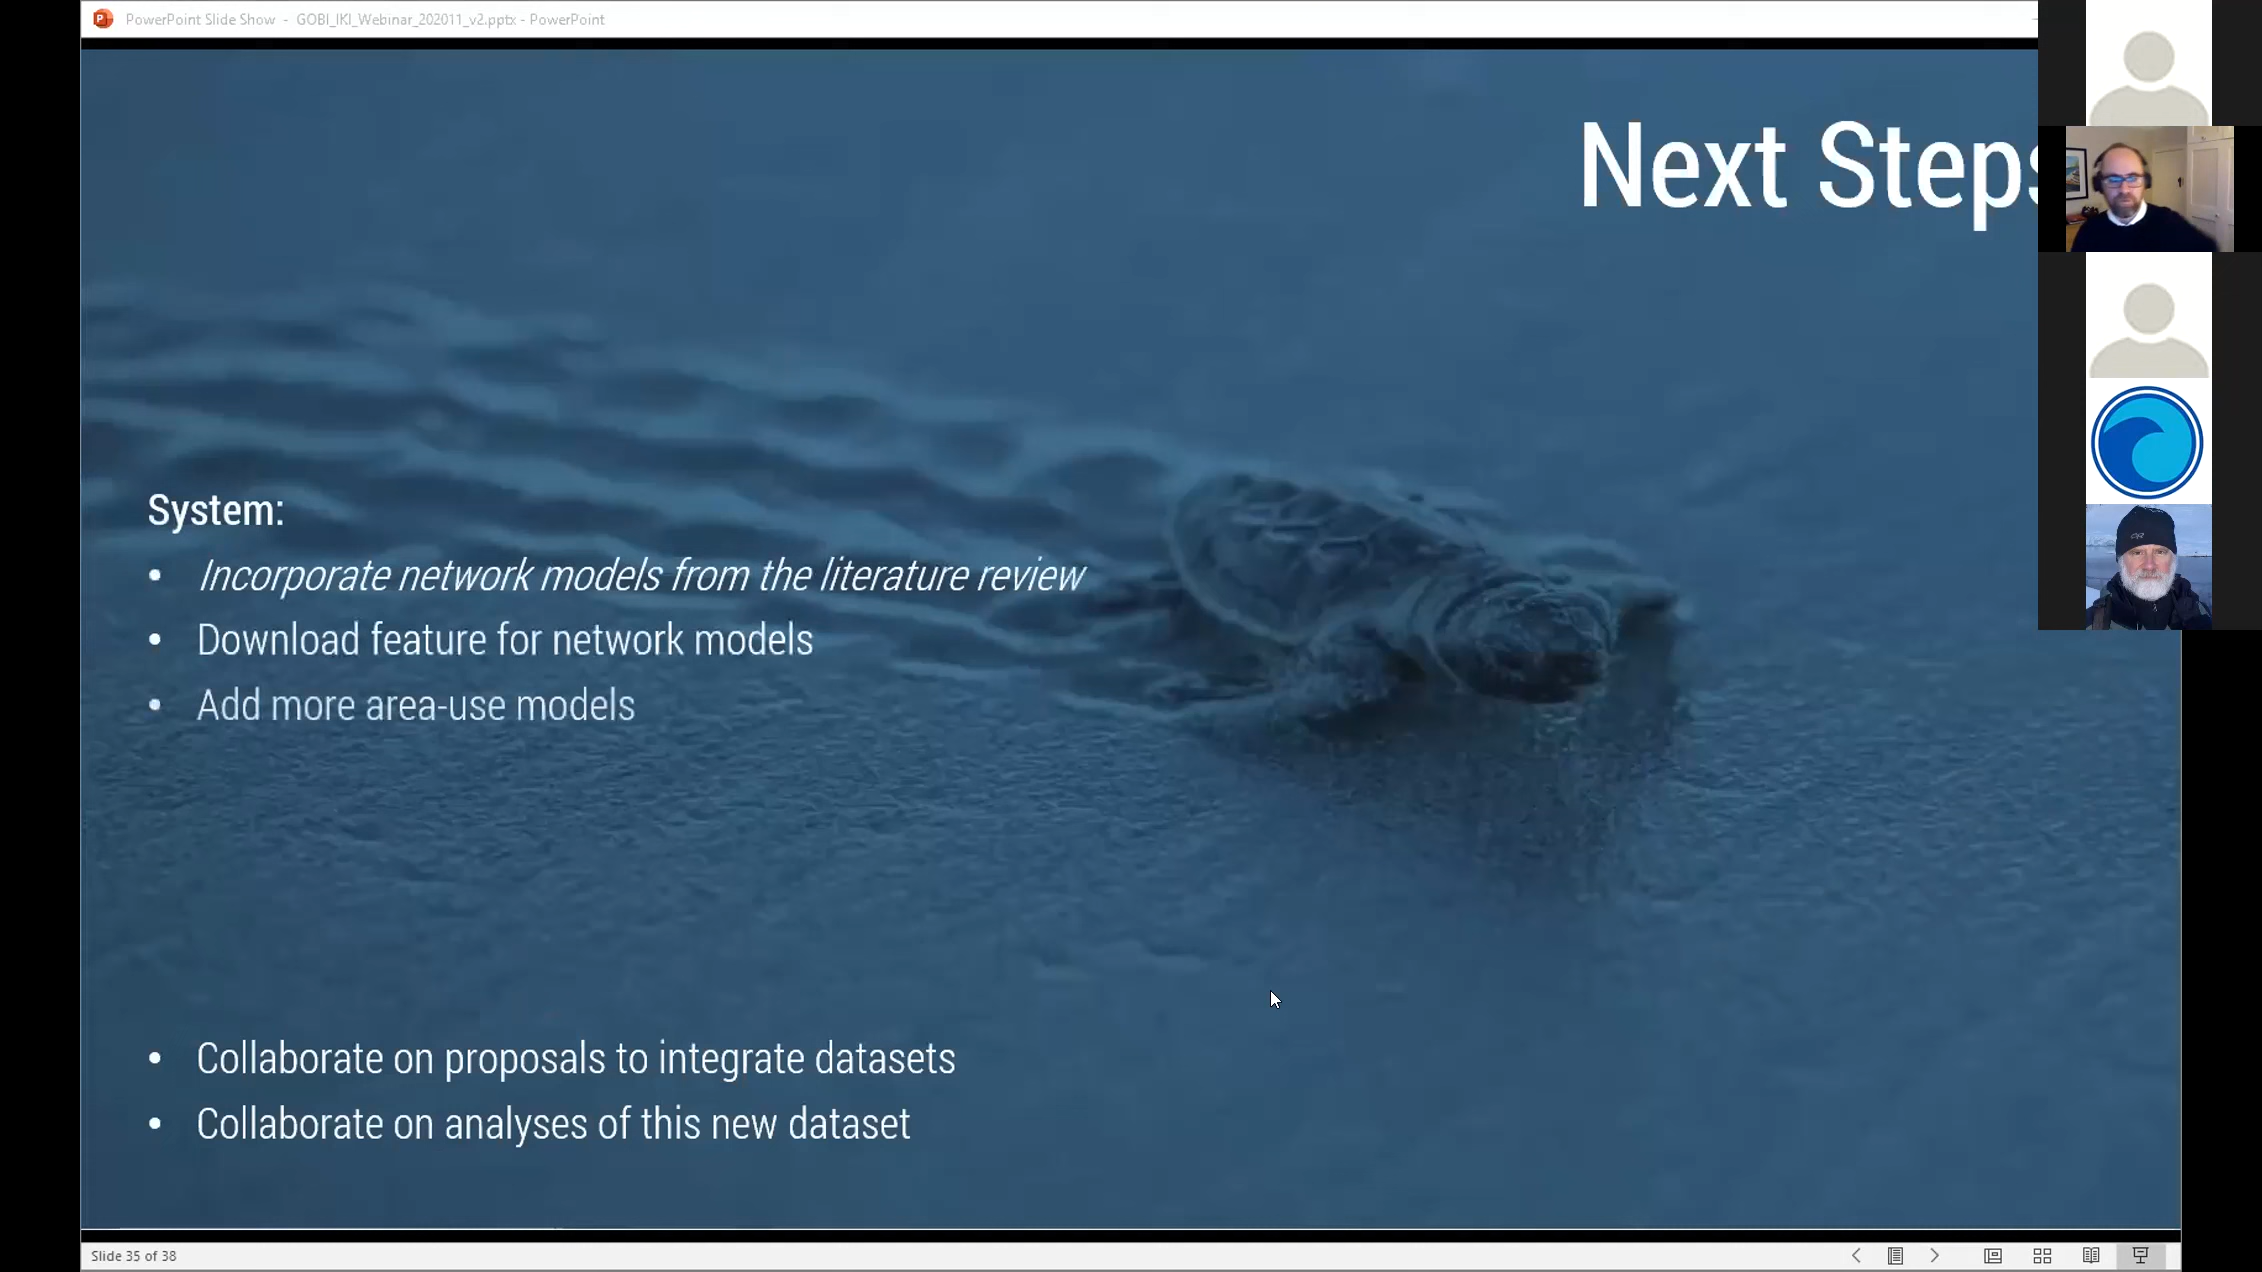 PowerPoint Slide Show - GOBI_IKI_Webinar_202011_v2.pptx - PowerPoint
Next Steps
System:
• Incorporate network models from the literature review
• Download feature for network models
• Add more area-use models
• Collaborate on proposals to integrate datasets
• Collaborate on analyses of this new dataset
Slide 35 of 38